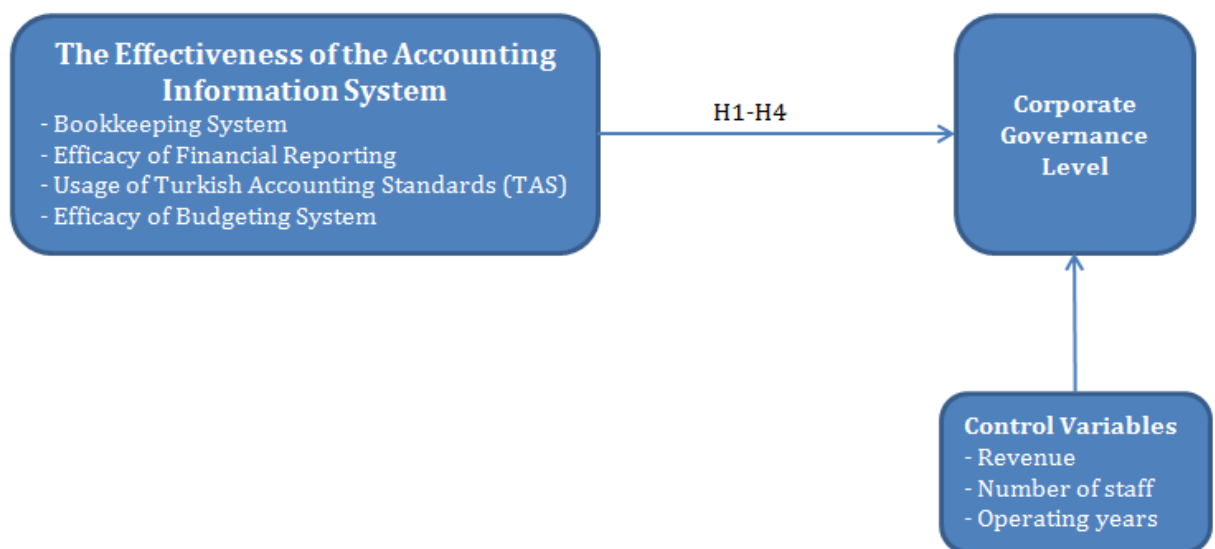 The Effectiveness of the Accounting
Information System
- Bookkeeping System
- Efficacy of Financial Reporting
- Usage of Turkish Accounting Standards (TAS)
- Efficacy of Budgeting System
H1-H4
Corporate
Governance
Level
Control Variables
- Revenue
- Number of staff
- Operating years